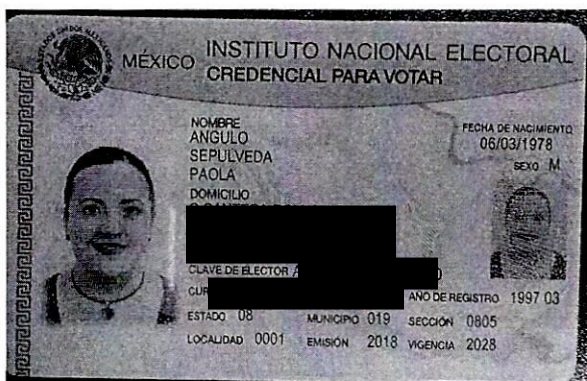 MÉXICO INSTITUTO NACIONAL ELECTORAL
CREDENCIAL PARA VOTAR
NOMBRE
ANGULO
SEPULVEDA
PAOLA
FECHA DE NACIMIENTO
06/03/1978
SEXO M
DOMICILIO
CLAVE DE ELECTOR
AÑO DE REGISTRO 1997 03
ESTADO 08 MUNICIPIO 019 SECCIÓN 0805
LOCALIDAD 0001 EMISIÓN 2018 VIGENCIA 2028